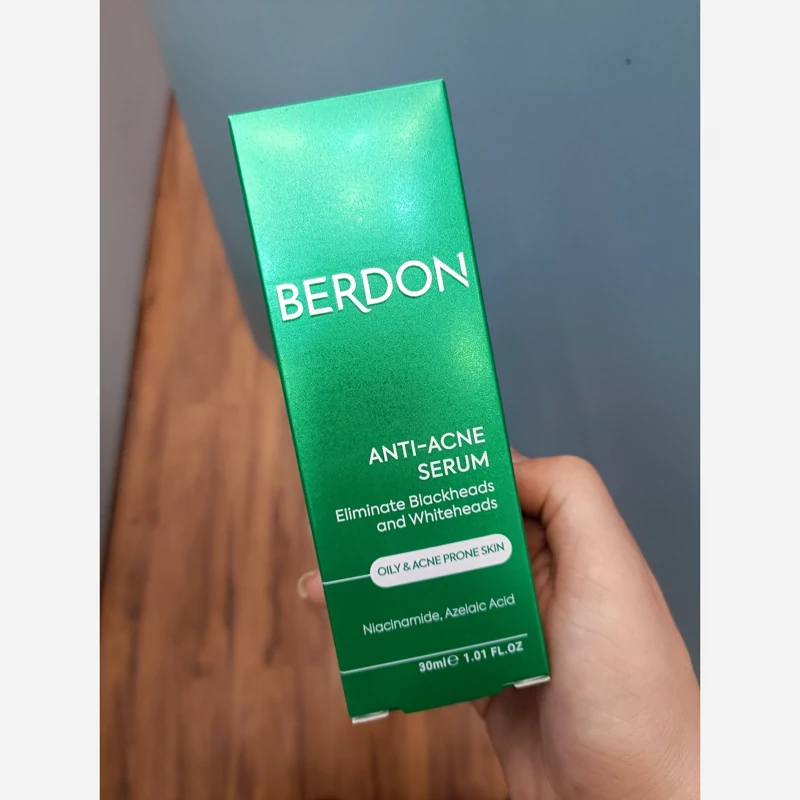 BERDON
ANTI-ACNE
SERUM
Eliminate Blackheads
and Whiteheads
OILY & ACNE PRONE SKIN
Niacinamide, Azelaic Acid
30ml℮ 1.01 FL.OZ